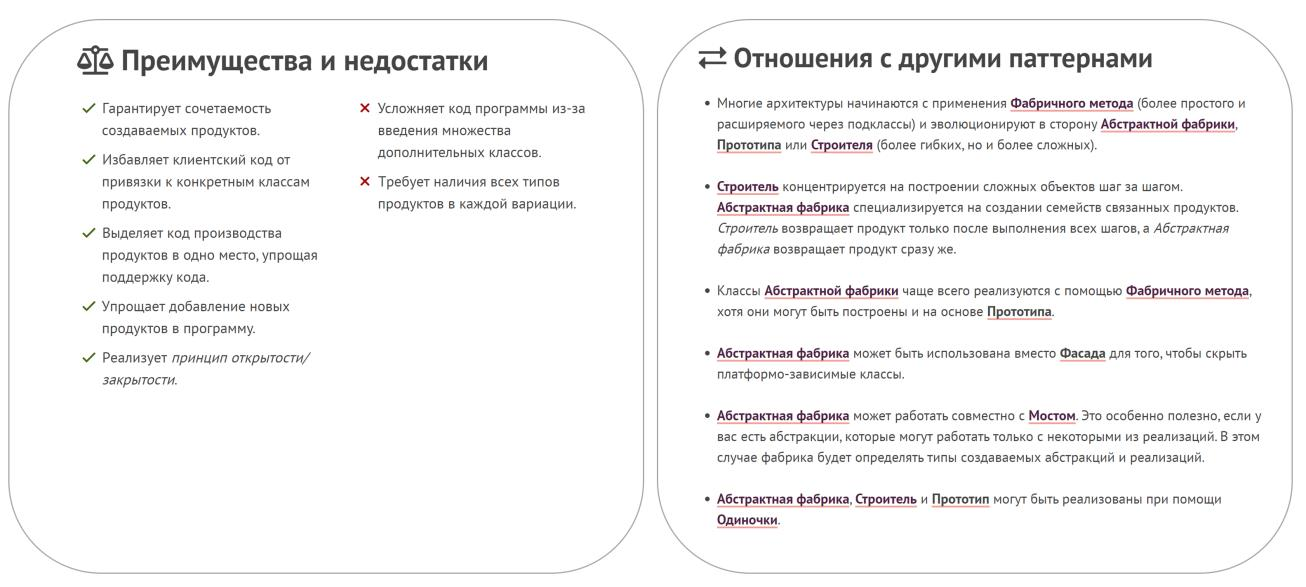 Преимущества и недостатки
Гарантирует сочетаемость
создаваемых продуктов.
Избавляет клиентский код от
привязки к конкретным классам
продуктов.
Выделяет код производства
продуктов в одно место, упрощая
поддержку кода.
Упрощает добавление новых
продуктов в программу.
Реализует принцип открытости/
закрытости.
Усложняет код программы из-за
введения множества
дополнительных классов.
Требует наличия всех типов
продуктов в каждой вариации.
Отношения с другими паттернами
• Многие архитектуры начинаются с применения Фабричного метода (более простого и
расширяемого через подклассы) и эволюционируют в сторону Абстрактной фабрики,
Прототипа или Строителя (более гибких, но и более сложных).
• Строитель концентрируется на построении сложных объектов шаг за шагом.
Абстрактная фабрика специализируется на создании семейств связанных продуктов.
Строитель возвращает продукт только после выполнения всех шагов, а Абстрактная
фабрика возвращает продукт сразу же.
• Классы Абстрактной фабрики чаще всего реализуются с помощью Фабричного метода,
хотя они могут быть построены и на основе Прототипа.
• Абстрактная фабрика может быть использована вместо Фасада для того, чтобы скрыть
платформо-зависимые классы.
• Абстрактная фабрика может работать совместно с Мостом. Это особенно полезно, если у
вас есть абстракции, которые могут работать только с некоторыми из реализаций. В этом
случае фабрика будет определять типы создаваемых абстракций и реализаций.
• Абстрактная фабрика, Строитель и Прототип могут быть реализованы при помощи
Одиночки.